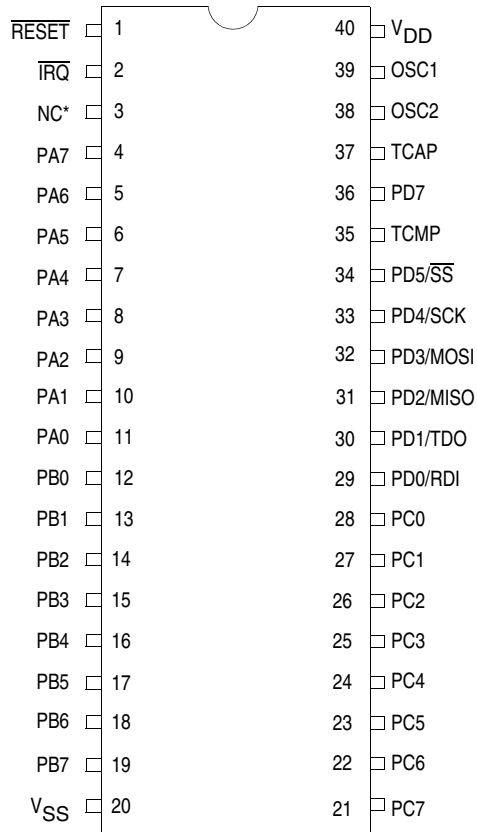 RESET 1 40 VDD
IRQ 2 39 OSC1
NC* 3 38 OSC2
PA7 4 37 TCAP
PA6 5 36 PD7
PA5 6 35 TCMP
PA4 7 34 PD5/SS
PA3 8 33 PD4/SCK
PA2 9 32 PD3/MOSI
PA1 10 31 PD2/MISO
PA0 11 30 PD1/TDO
PB0 12 29 PD0/RDI
PB1 13 28 PC0
PB2 14 27 PC1
PB3 15 26 PC2
PB4 16 25 PC3
PB5 17 24 PC4
PB6 18 23 PC5
PB7 19 22 PC6
VSS 20 21 PC7